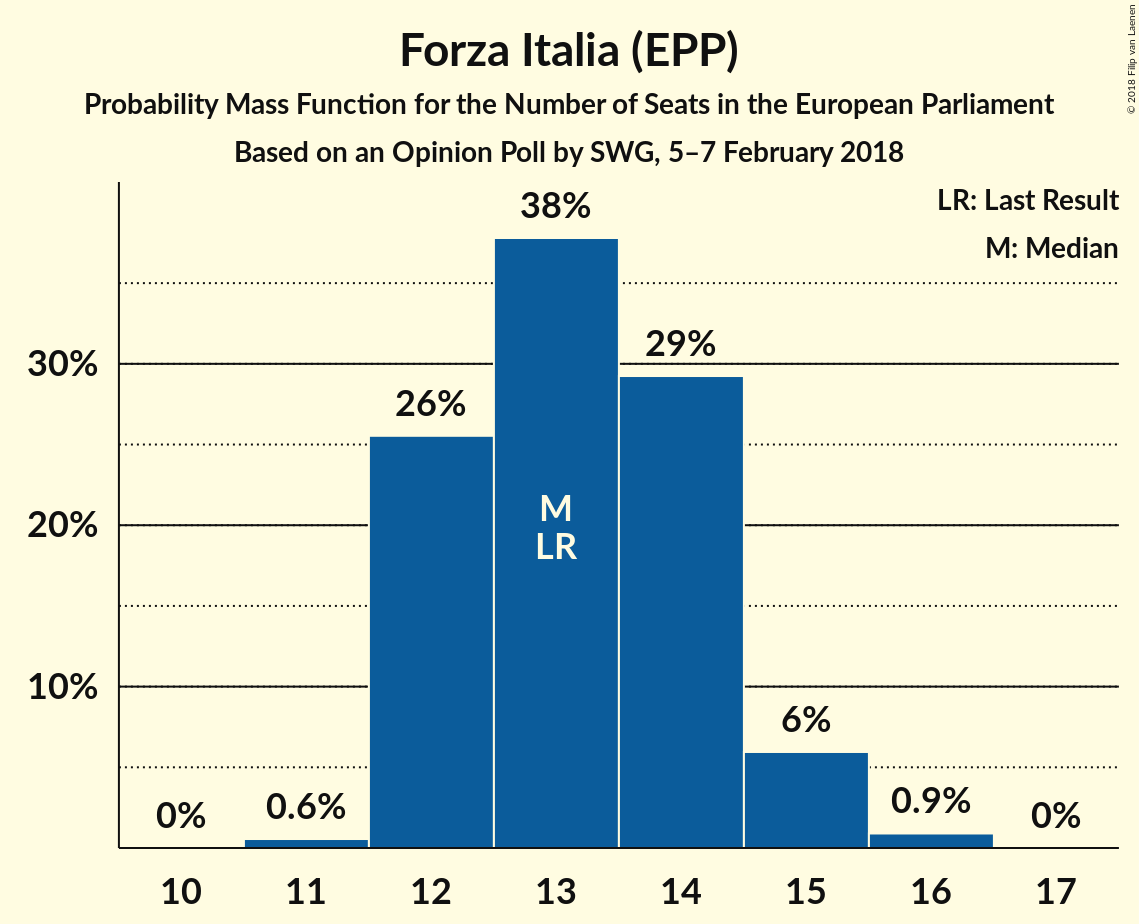 Forza Italia (EPP)
Probability Mass Function for the Number of Seats in the European Parliament
Based on an Opinion Poll by SWG, 5–7 February 2018
© 2018 Filip van Laenen
LR: Last Result
M: Median
38%
29%
26%
6%
0.9%
0.6%
0%
0%
M
LR
30%
20%
10%
10 11 12 13 14 15 16 17